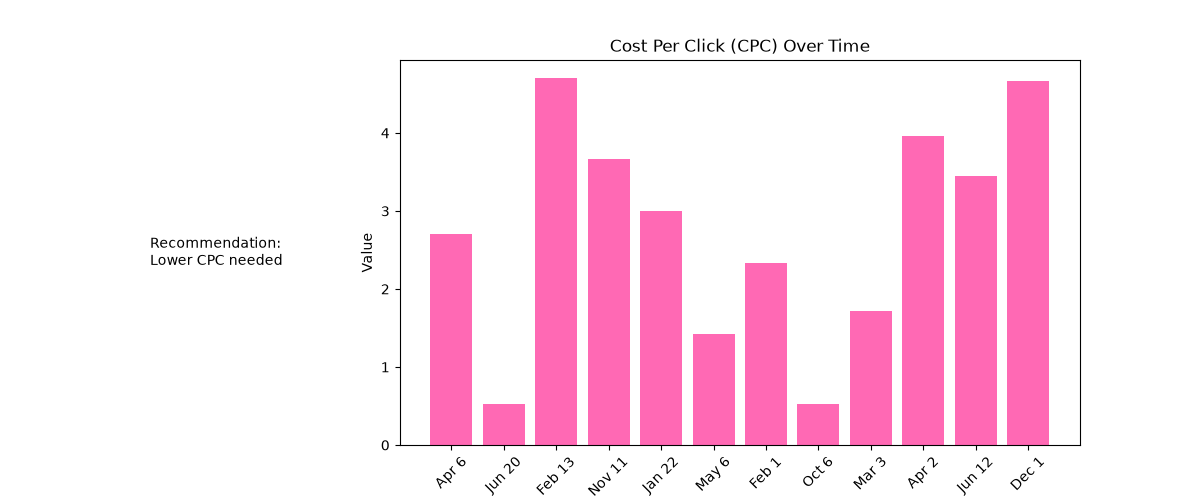 Cost Per Click (CPC) Over Time
Recommendation:
Lower CPC needed
Value
4
3
2
1
0
Apr 6
Jun 20
Feb 13
Nov 11
Jan 22
May 6
Feb 1
Oct 6
Mar 3
Apr 2
Jun 12
Dec 1